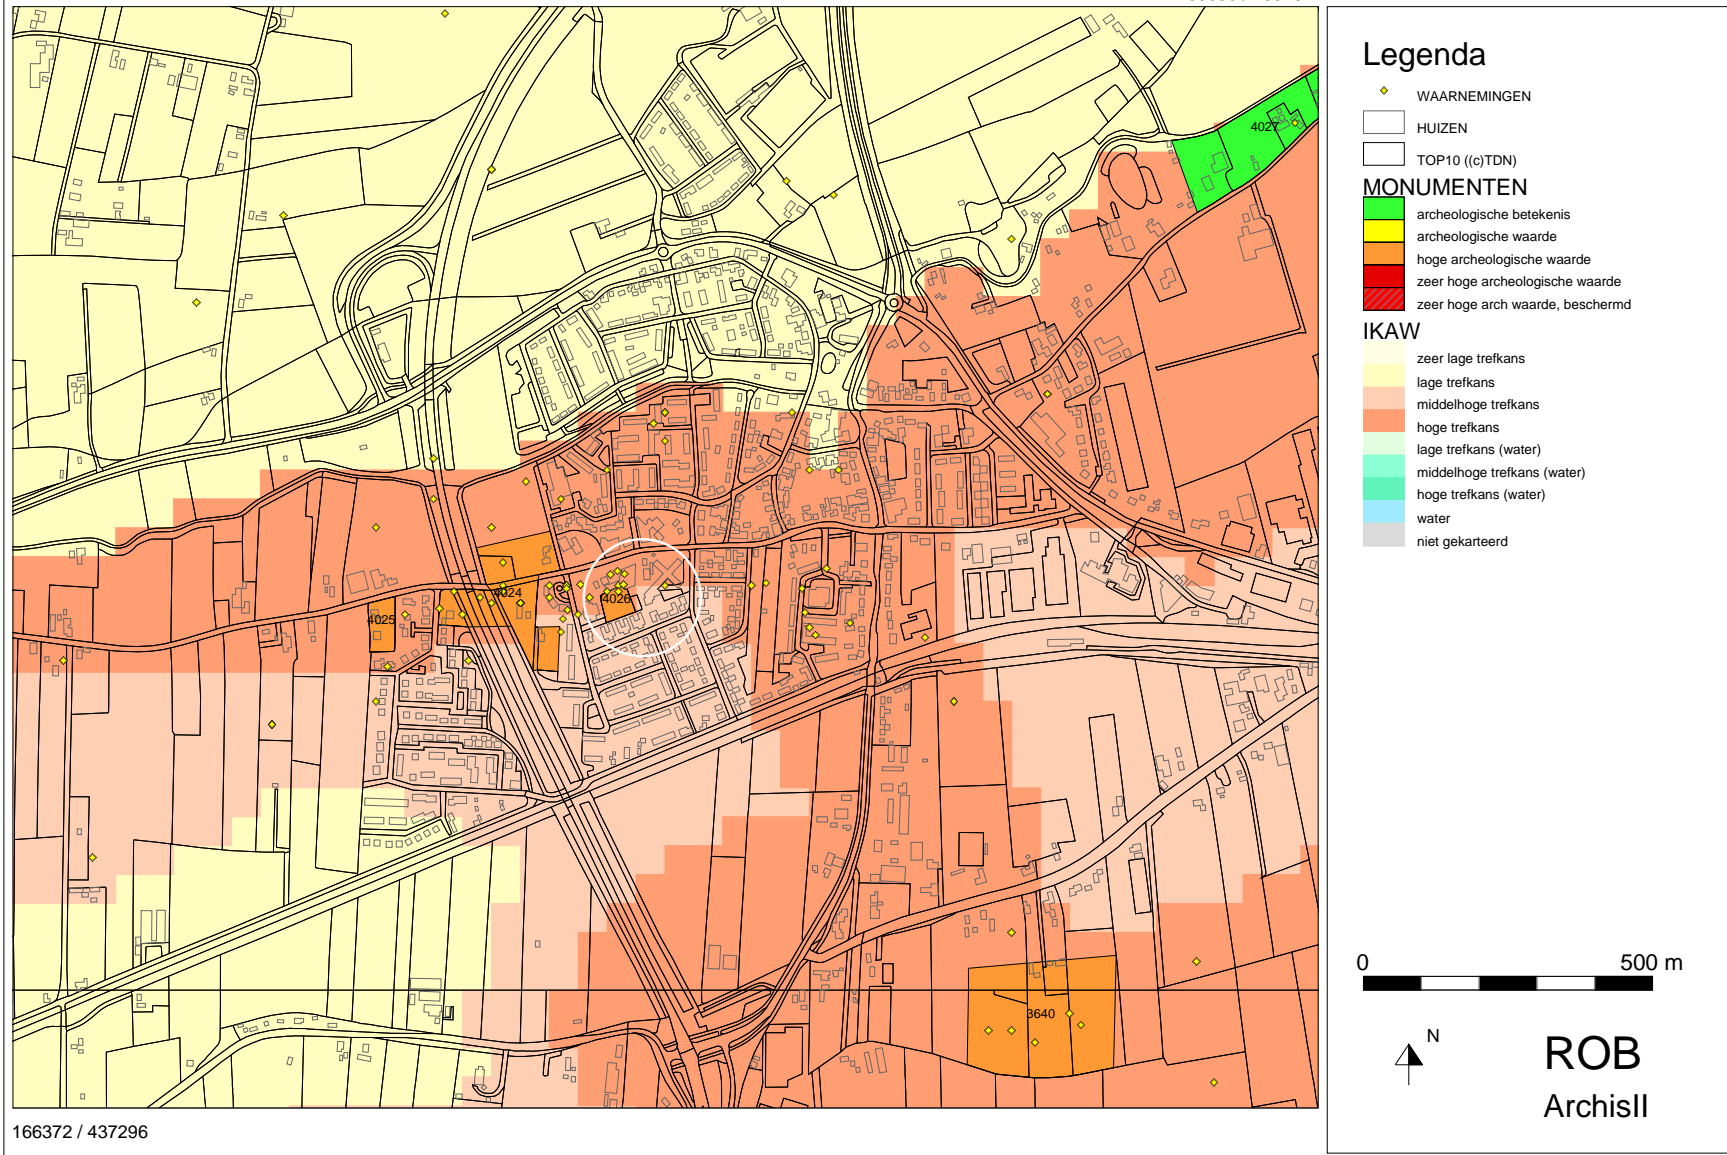 4027
4024
4026
4025
3640
166372 / 437296
Legenda
WAARNEMINGEN
HUIZEN
TOP10 ((c)TDN)
MONUMENTEN
archeologische betekenis
archeologische waarde
hoge archeologische waarde
zeer hoge archeologische waarde
zeer hoge arch waarde, beschermd
IKAW
zeer lage trefkans
lage trefkans
middelhoge trefkans
hoge trefkans
lage trefkans (water)
middelhoge trefkans (water)
hoge trefkans (water)
water
niet gekarteerd
0 500 m
N
ROB
ArchisII